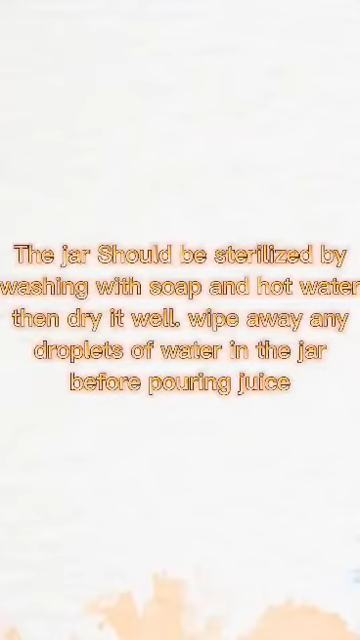 The jar Should be sterilized by
washing with soap and hot water
then dry it well. wipe away any
droplets of water in the jar
before pouring juice